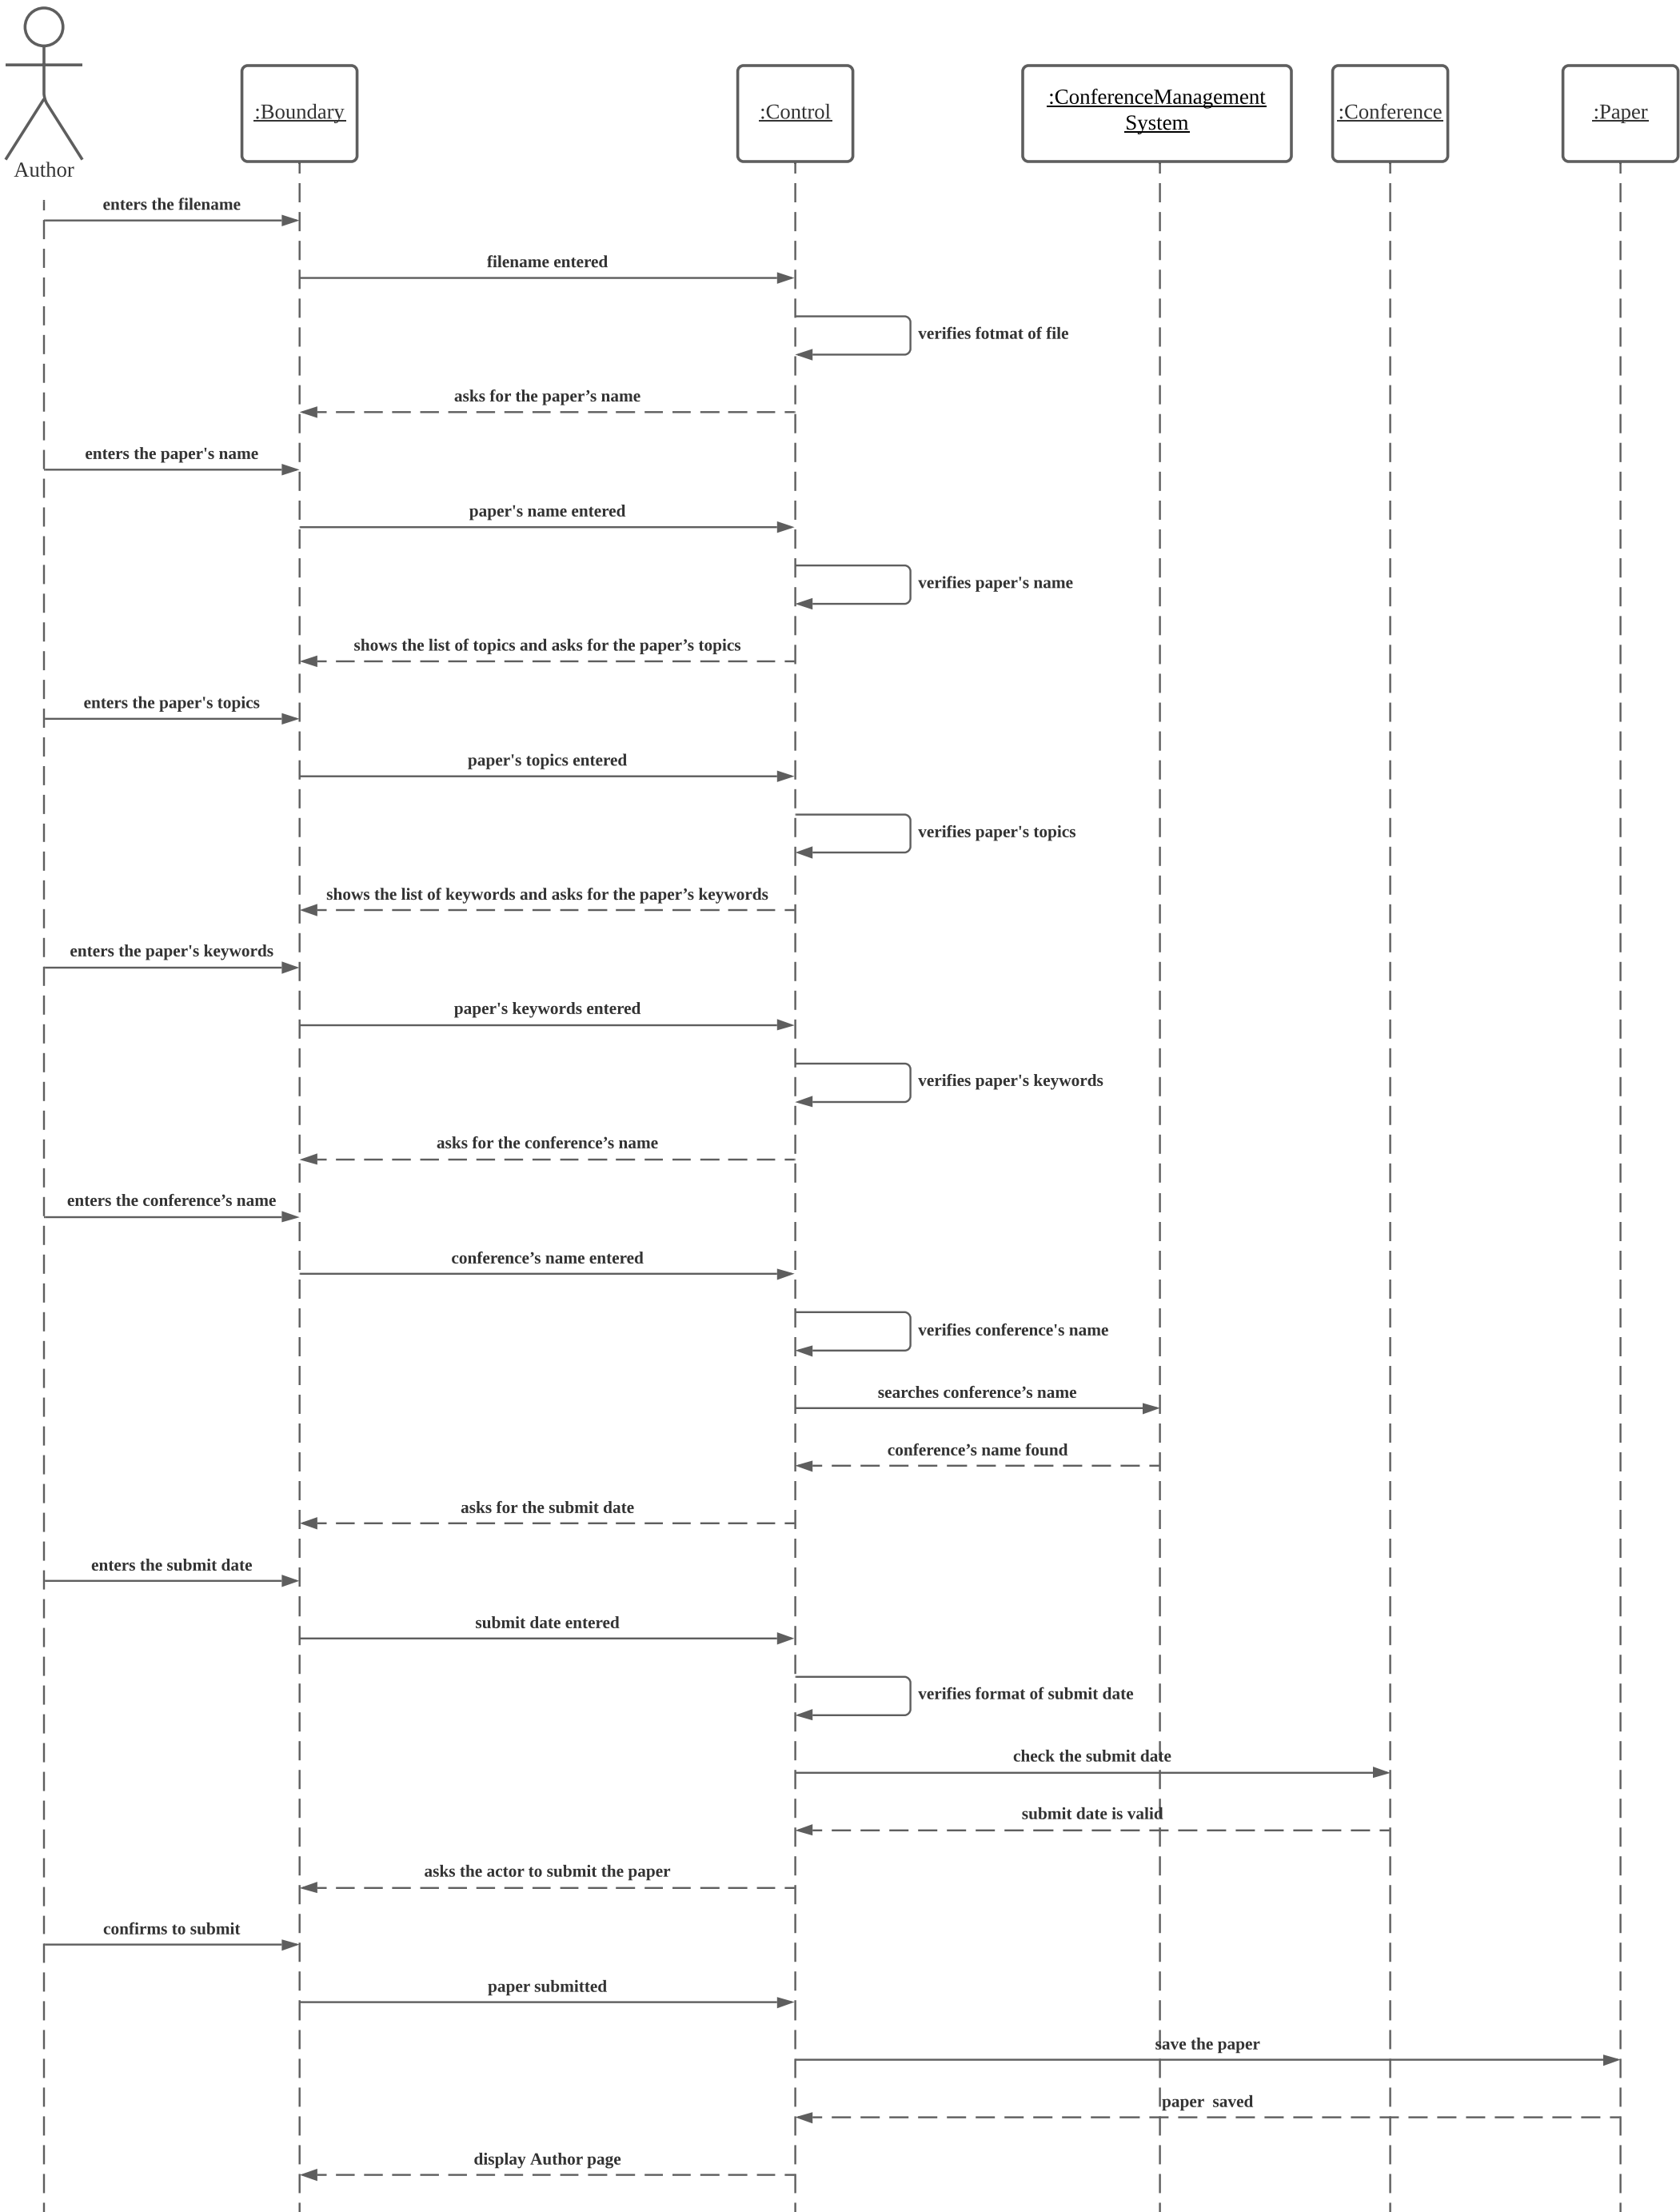 :ConferenceManagement
System
:Boundary
:Control
:Conference
:Paper
Author
enters the filename
filename entered
verifies fotmat of file
asks for the paper’s name
enters the paper's name
paper's name entered
verifies paper's name
shows the list of topics and asks for the paper’s topics
enters the paper's topics
paper's topics entered
verifies paper's topics
shows the list of keywords and asks for the paper’s keywords
enters the paper's keywords
paper's keywords entered
verifies paper's keywords
asks for the conference’s name
enters the conference’s name
conference’s name entered
verifies conference's name
searches conference’s name
conference’s name found
asks for the submit date
enters the submit date
submit date entered
verifies format of submit date
check the submit date
submit date is valid
asks the actor to submit the paper
confirms to submit
paper submitted
save the paper
paper  saved
display Author page